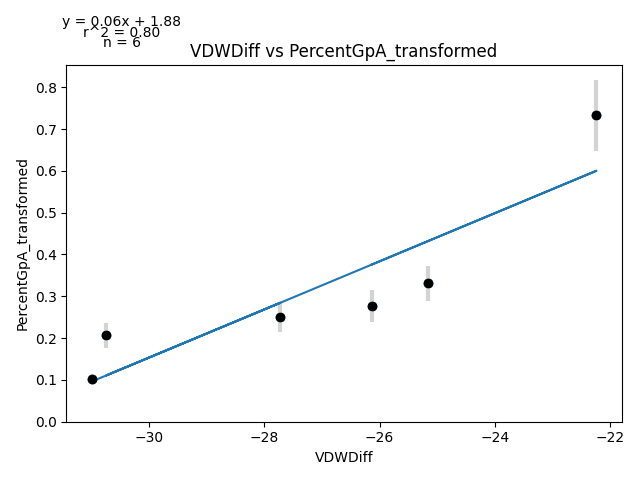 y = 0.06x + 1.88
r^2 = 0.80
n = 6
VDWDiff vs PercentGpA_transformed
0.8
0.7
0.6
0.5
0.4
0.3
0.2
0.1
0.0
PercentGpA_transformed
−30
−28
−26
−24
−22
VDWDiff